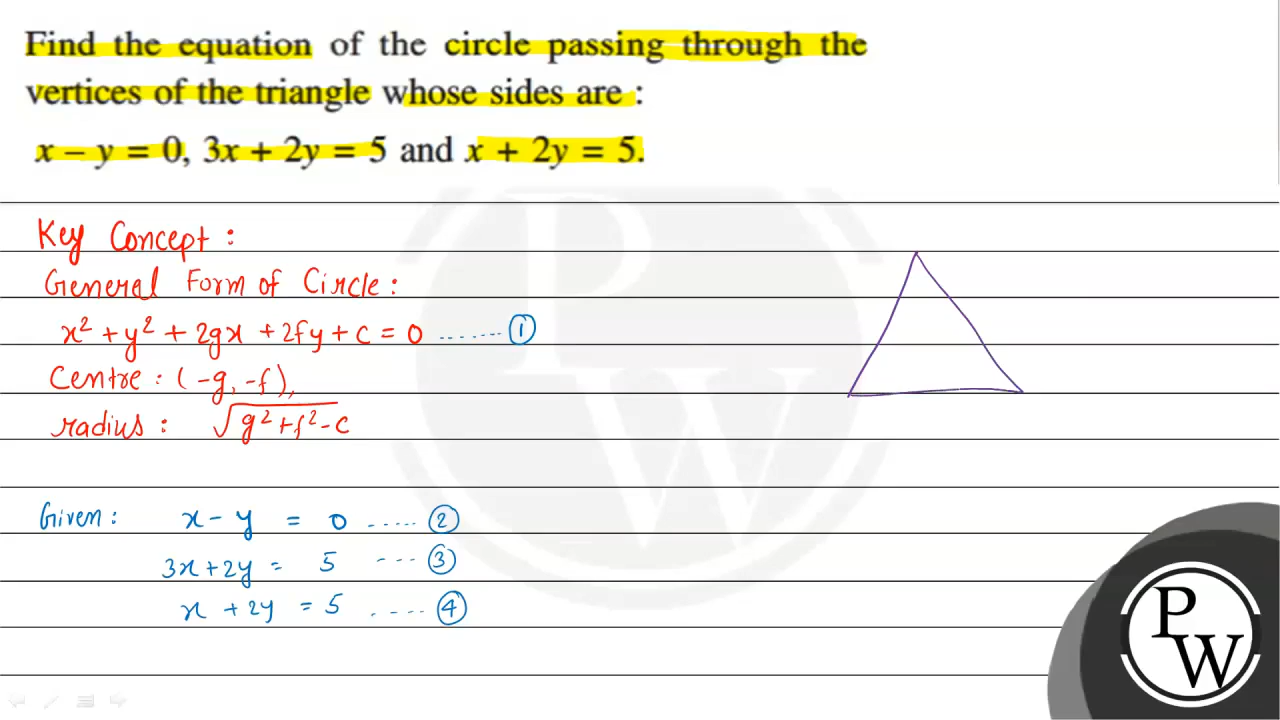 Find the equation of the circle passing through the
vertices of the triangle whose sides are :
x – y = 0, 3x + 2y = 5 and x + 2y = 5.
Key Concept :
General Form of Circle :
x² + y² + 2gx + 2fy + c = 0 ........ ①
Centre : (-g, -f),
radius : √g²+f²-c
Given : x - y = 0 ..... ②
3x+2y = 5 --- ③
x + 2y = 5 ..... ④
P
W
P
W